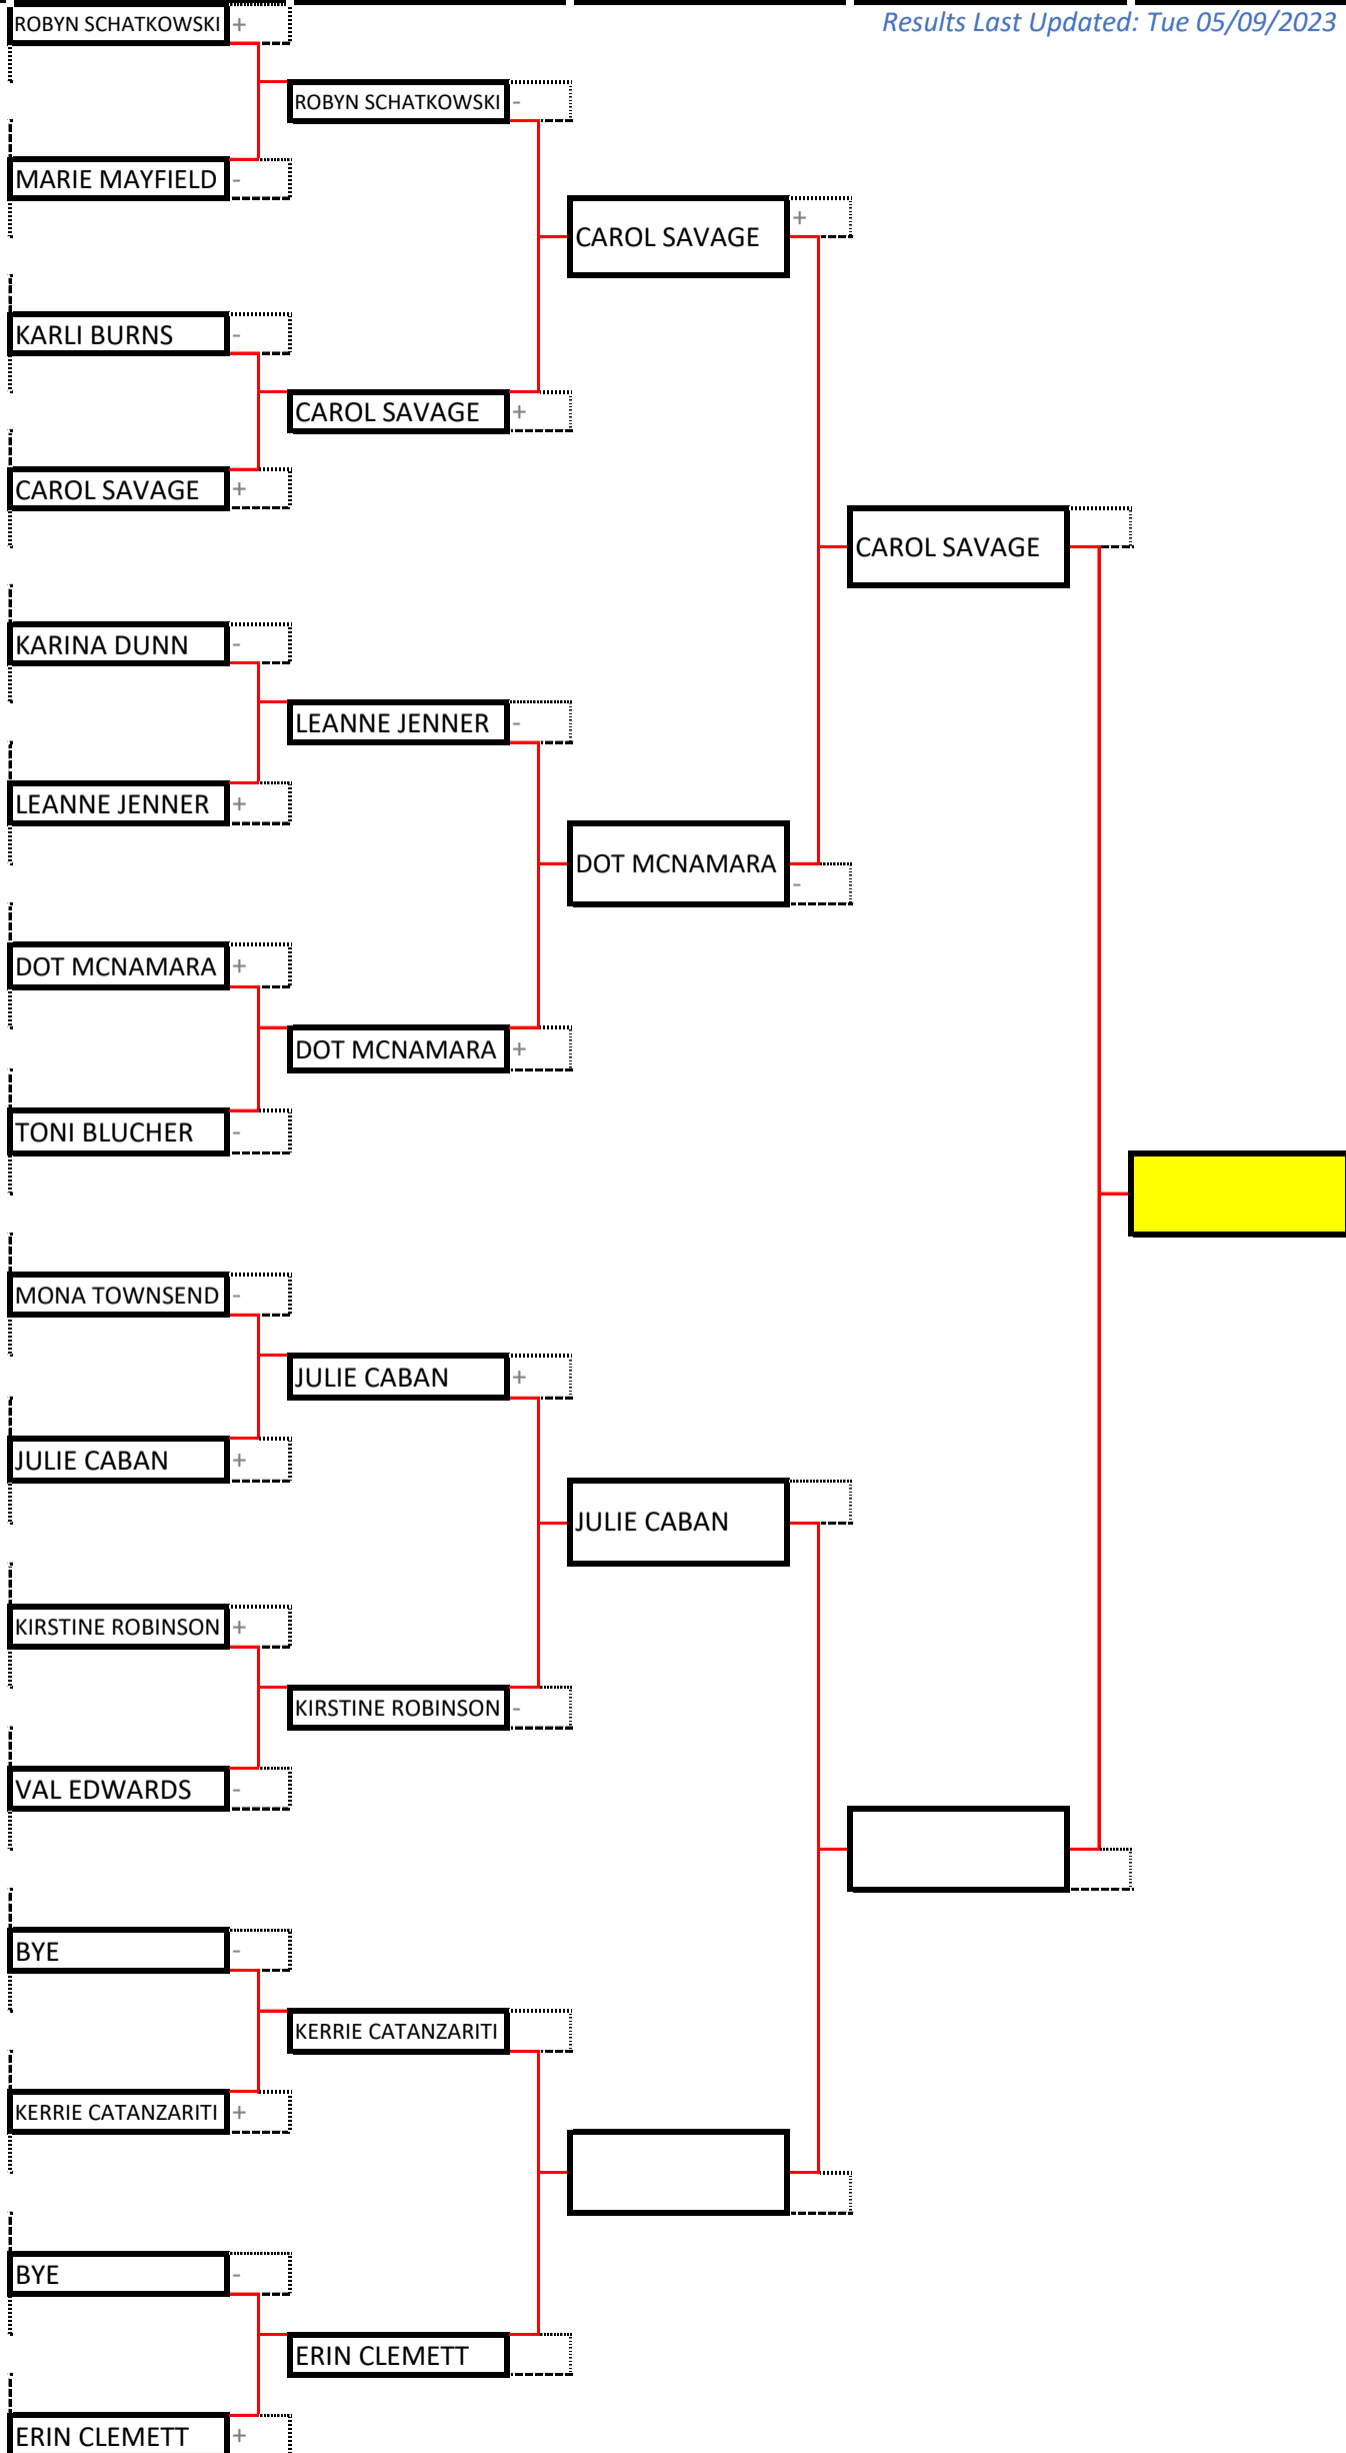 Results Last Updated: Tue 05/09/2023
ROBYN SCHATKOWSKI +
ROBYN SCHATKOWSKI -
MARIE MAYFIELD -
CAROL SAVAGE +
KARLI BURNS -
CAROL SAVAGE +
CAROL SAVAGE +
CAROL SAVAGE
KARINA DUNN -
LEANNE JENNER -
LEANNE JENNER +
DOT MCNAMARA -
DOT MCNAMARA +
DOT MCNAMARA +
TONI BLUCHER -
MONA TOWNSEND -
JULIE CABAN +
JULIE CABAN +
JULIE CABAN
KIRSTINE ROBINSON +
KIRSTINE ROBINSON -
VAL EDWARDS -
BYE -
KERRIE CATANZARITI
KERRIE CATANZARITI +
BYE -
ERIN CLEMETT
ERIN CLEMETT +